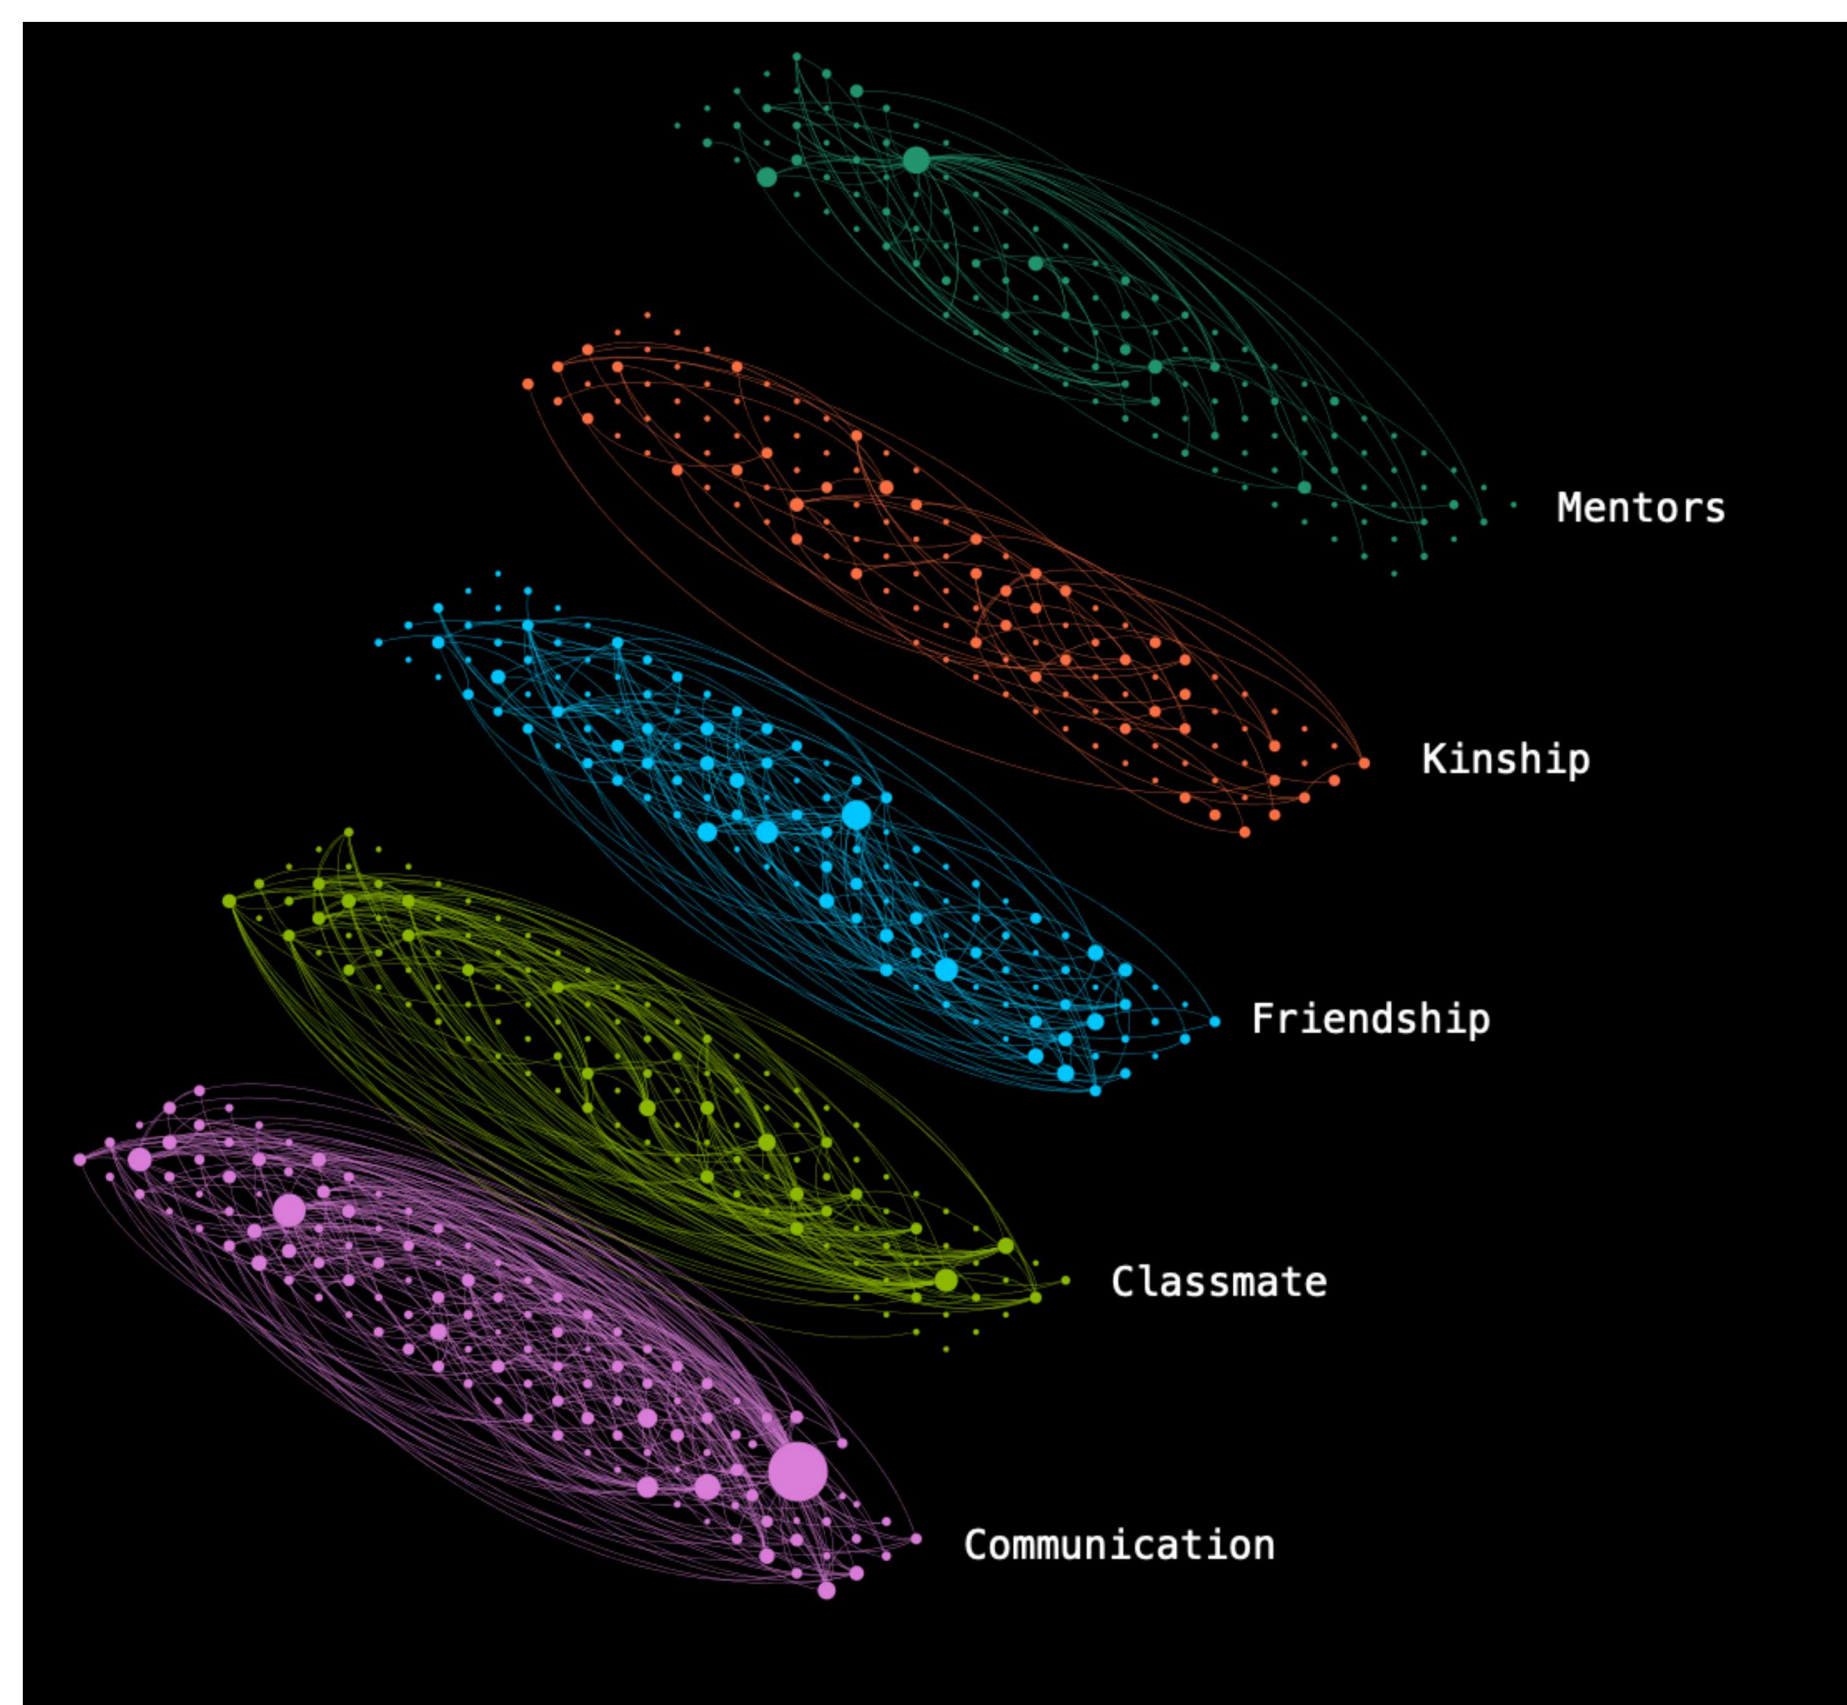 Mentors
Kinship
Friendship
Classmate
Communication